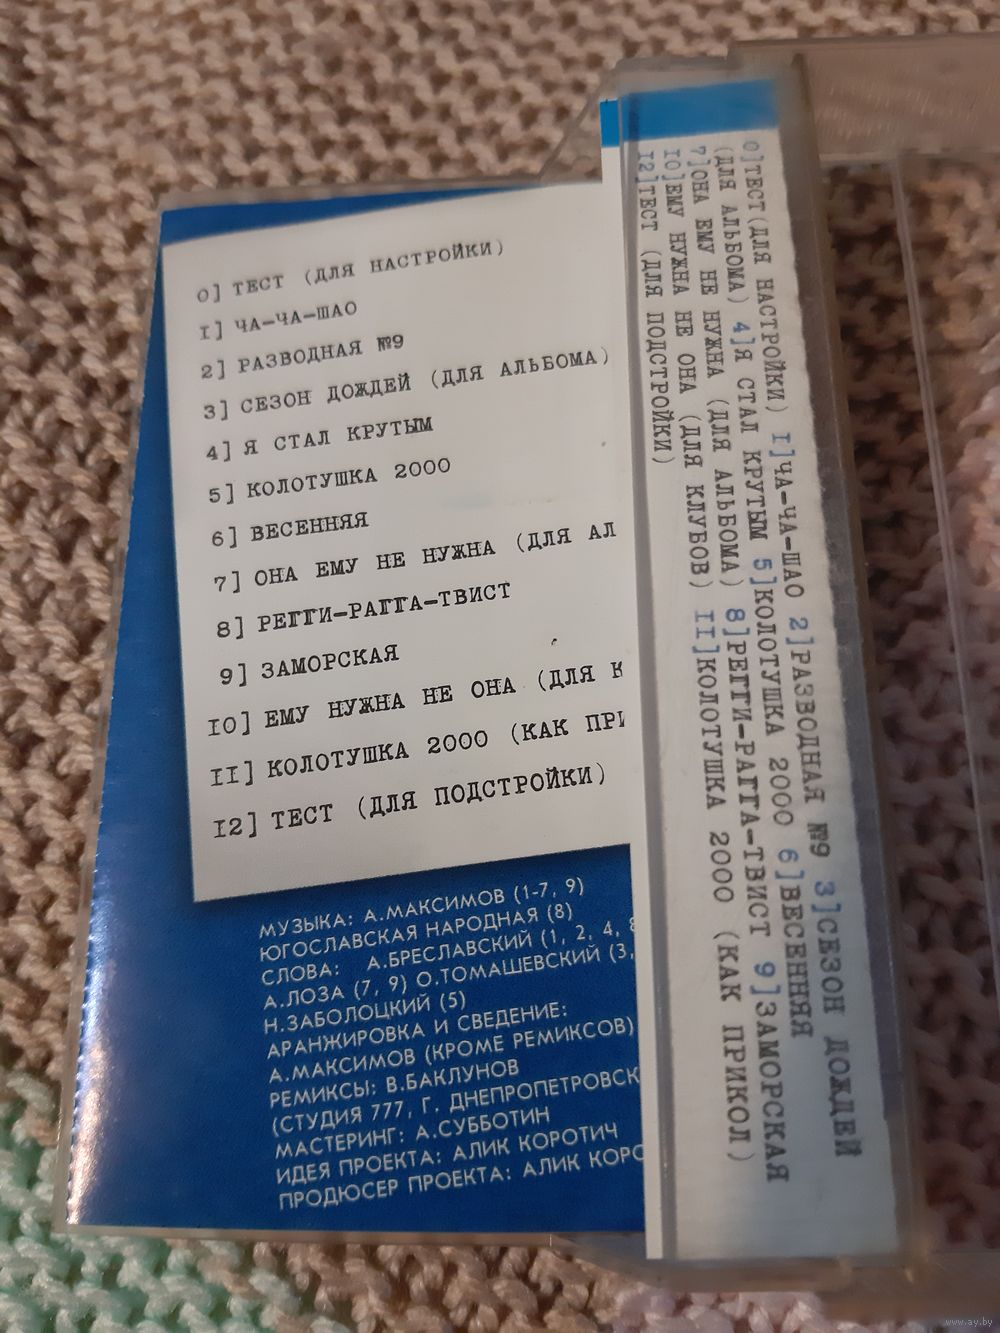 0] ТЕСТ (ДЛЯ НАСТРОЙКИ)
I] ЧА-ЧА-ШАО
2] РАЗВОДНАЯ №9
3] СЕЗОН ДОЖДЕЙ (ДЛЯ АЛЬБОМА)
4] Я СТАЛ КРУТЫМ
5] КОЛОТУШКА 2000
6] ВЕСЕННЯЯ
7] ОНА ЕМУ НЕ НУЖНА (ДЛЯ АЛ
8] РЕГГИ-РАГГА-ТВИСТ
9] ЗАМОРСКАЯ
I0] ЕМУ НУЖНА НЕ ОНА (ДЛЯ К
II] КОЛОТУШКА 2000 (КАК ПРИ
I2] ТЕСТ (ДЛЯ ПОДСТРОЙКИ)
МУЗЫКА: А.МАКСИМОВ (1-7, 9)
ЮГОСЛАВСКАЯ НАРОДНАЯ (8)
СЛОВА: А.БРЕСЛАВСКИЙ (1, 2, 4, 8
А.ЛОЗА (7, 9) О.ТОМАШЕВСКИЙ (3,
Н.ЗАБОЛОЦКИЙ (5)
АРАНЖИРОВКА И СВЕДЕНИЕ:
А.МАКСИМОВ (КРОМЕ РЕМИКСОВ)
РЕМИКСЫ: В.БАКЛУНОВ
(СТУДИЯ 777, Г. ДНЕПРОПЕТРОВСК
МАСТЕРИНГ: А.СУББОТИН
ИДЕЯ ПРОЕКТА: АЛИК КОРОТИЧ
ПРОДЮСЕР ПРОЕКТА: АЛИК КОРО
0]ТЕСТ(ДЛЯ НАСТРОЙКИ) I]ЧА-ЧА-ШАО 2]РАЗВОДНАЯ №9 3]СЕЗОН ДОЖДЕЙ
(ДЛЯ АЛЬБОМА) 4]Я СТАЛ КРУТЫМ 5]КОЛОТУШКА 2000 6]ВЕСЕННЯЯ
7]ОНА ЕМУ НЕ НУЖНА (ДЛЯ АЛЬБОМА) 8]РЕГГИ-РАГГА-ТВИСТ 9]ЗАМОРСКАЯ
I0]ЕМУ НУЖНА НЕ ОНА (ДЛЯ КЛУБОВ) II]КОЛОТУШКА 2000 (КАК ПРИКОЛ)
I2]ТЕСТ (ДЛЯ ПОДСТРОЙКИ)
www.ay.by